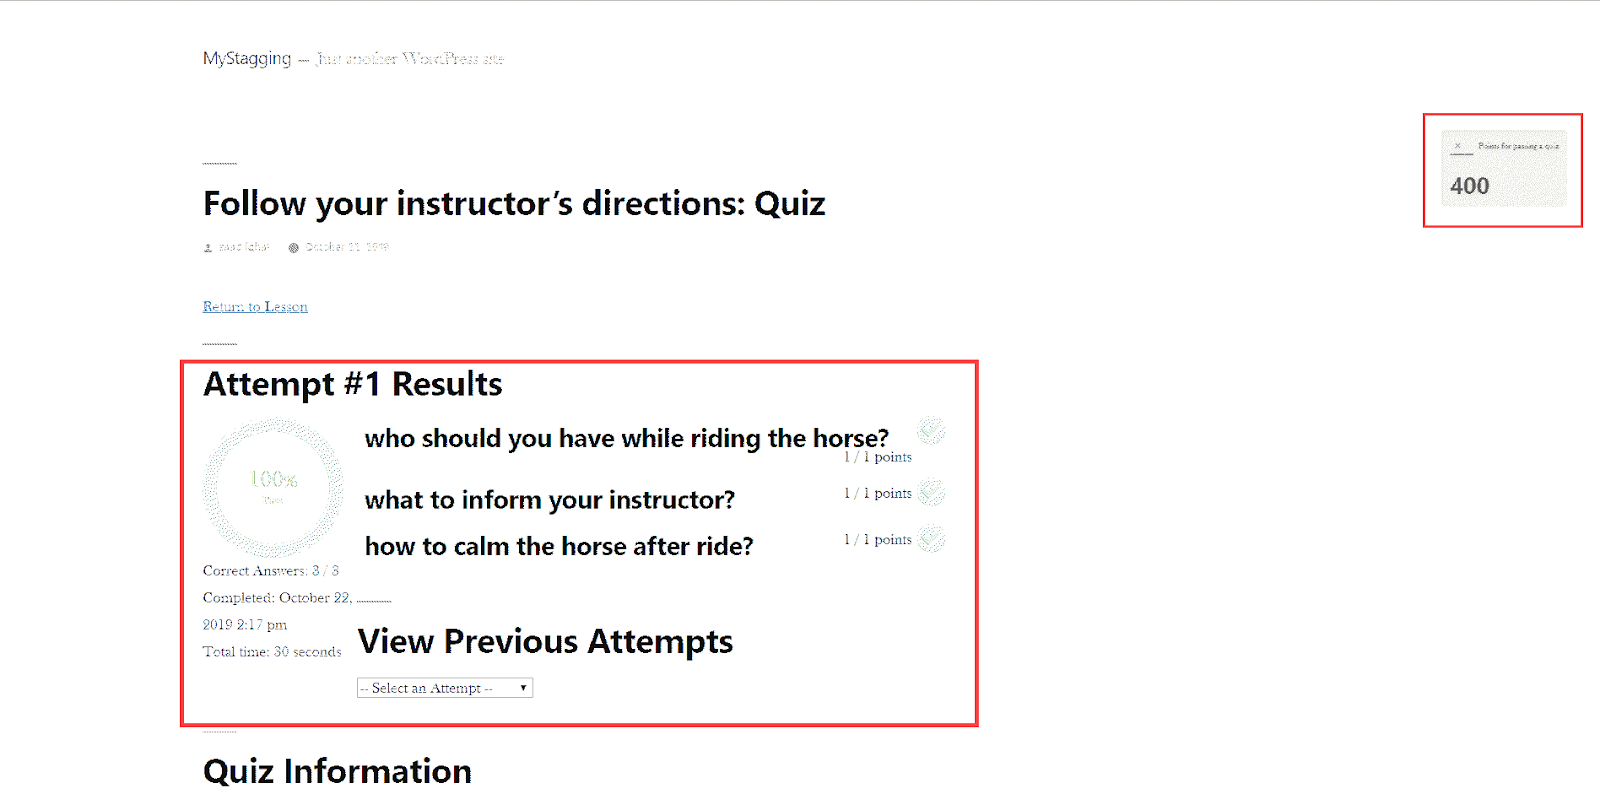 MyStagging — Just another WordPress site
× Points for passing a quiz
400
Follow your instructor’s directions: Quiz
October 22, 2019
Return to Lesson
Attempt #1 Results
100%
Pass
who should you have while riding the horse?
1 / 1 points
what to inform your instructor?
1 / 1 points
how to calm the horse after ride?
1 / 1 points
Correct Answers: 3 / 3
Completed: October 22,
2019 2:17 pm
Total time: 30 seconds
View Previous Attempts
-- Select an Attempt --
Quiz Information